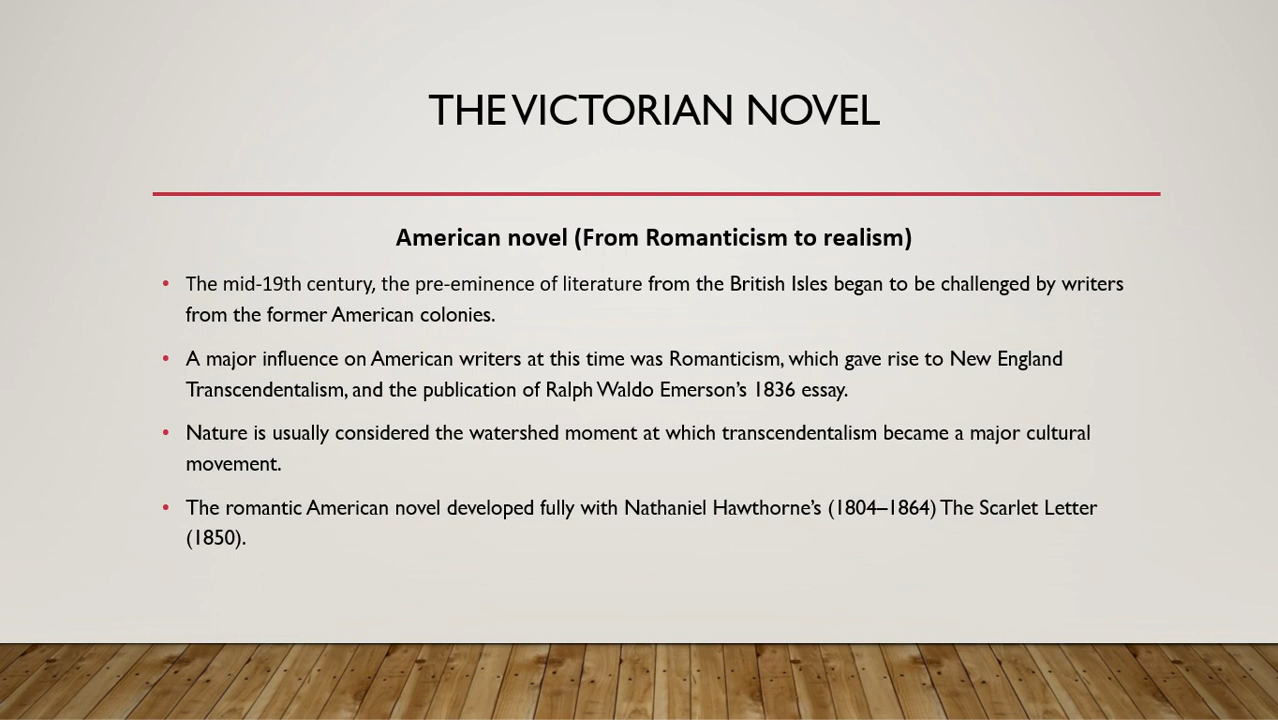 THE VICTORIAN NOVEL
American novel (From Romanticism to realism)
• The mid-19th century, the pre-eminence of literature from the British Isles began to be challenged by writers
from the former American colonies.
• A major influence on American writers at this time was Romanticism, which gave rise to New England
Transcendentalism, and the publication of Ralph Waldo Emerson’s 1836 essay.
• Nature is usually considered the watershed moment at which transcendentalism became a major cultural
movement.
• The romantic American novel developed fully with Nathaniel Hawthorne’s (1804–1864) The Scarlet Letter
(1850).